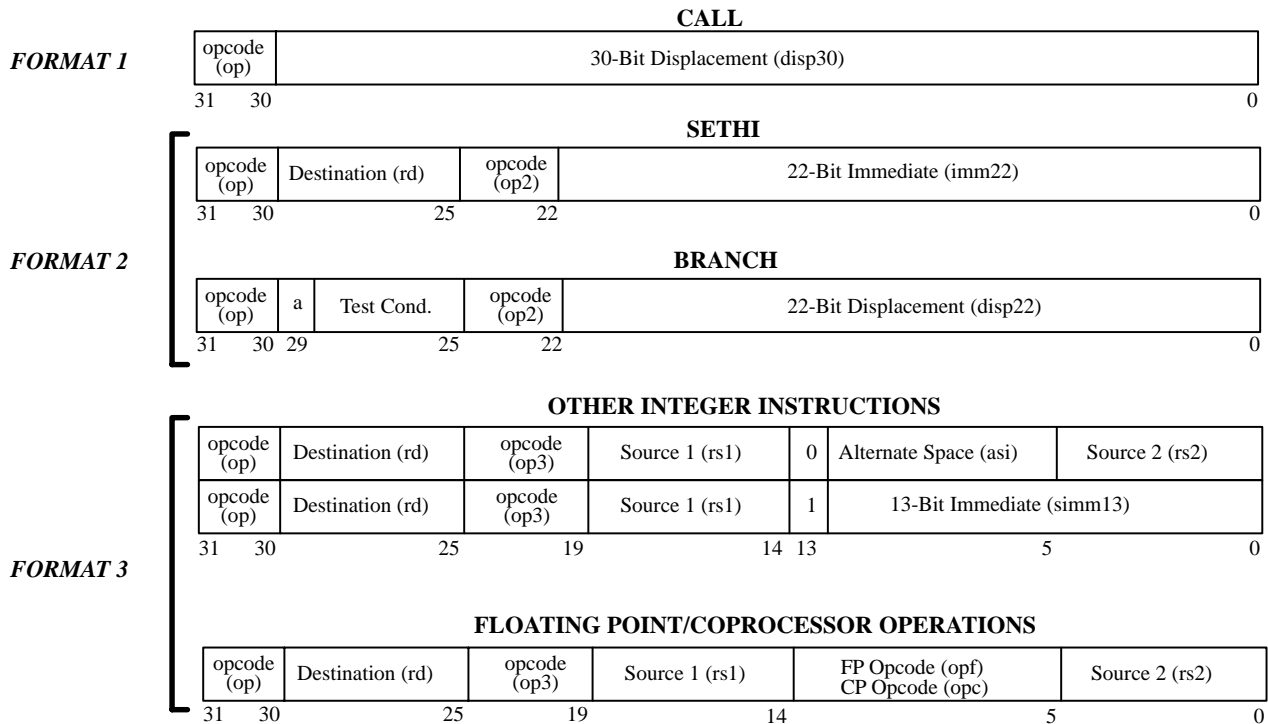 CALL
FORMAT 1
opcode (op) 30-Bit Displacement (disp30)
31 30 0
SETHI
opcode (op) Destination (rd) opcode (op2) 22-Bit Immediate (imm22)
31 30 25 22 0
FORMAT 2
BRANCH
opcode (op) a Test Cond. opcode (op2) 22-Bit Displacement (disp22)
31 30 29 25 22 0
OTHER INTEGER INSTRUCTIONS
opcode (op) Destination (rd) opcode (op3) Source 1 (rs1) 0 Alternate Space (asi) Source 2 (rs2)
opcode (op) Destination (rd) opcode (op3) Source 1 (rs1) 1 13-Bit Immediate (simm13)
31 30 25 19 14 13 5 0
FORMAT 3
FLOATING POINT/COPROCESSOR OPERATIONS
opcode (op) Destination (rd) opcode (op3) Source 1 (rs1) FP Opcode (opf) CP Opcode (opc) Source 2 (rs2)
31 30 25 19 14 5 0